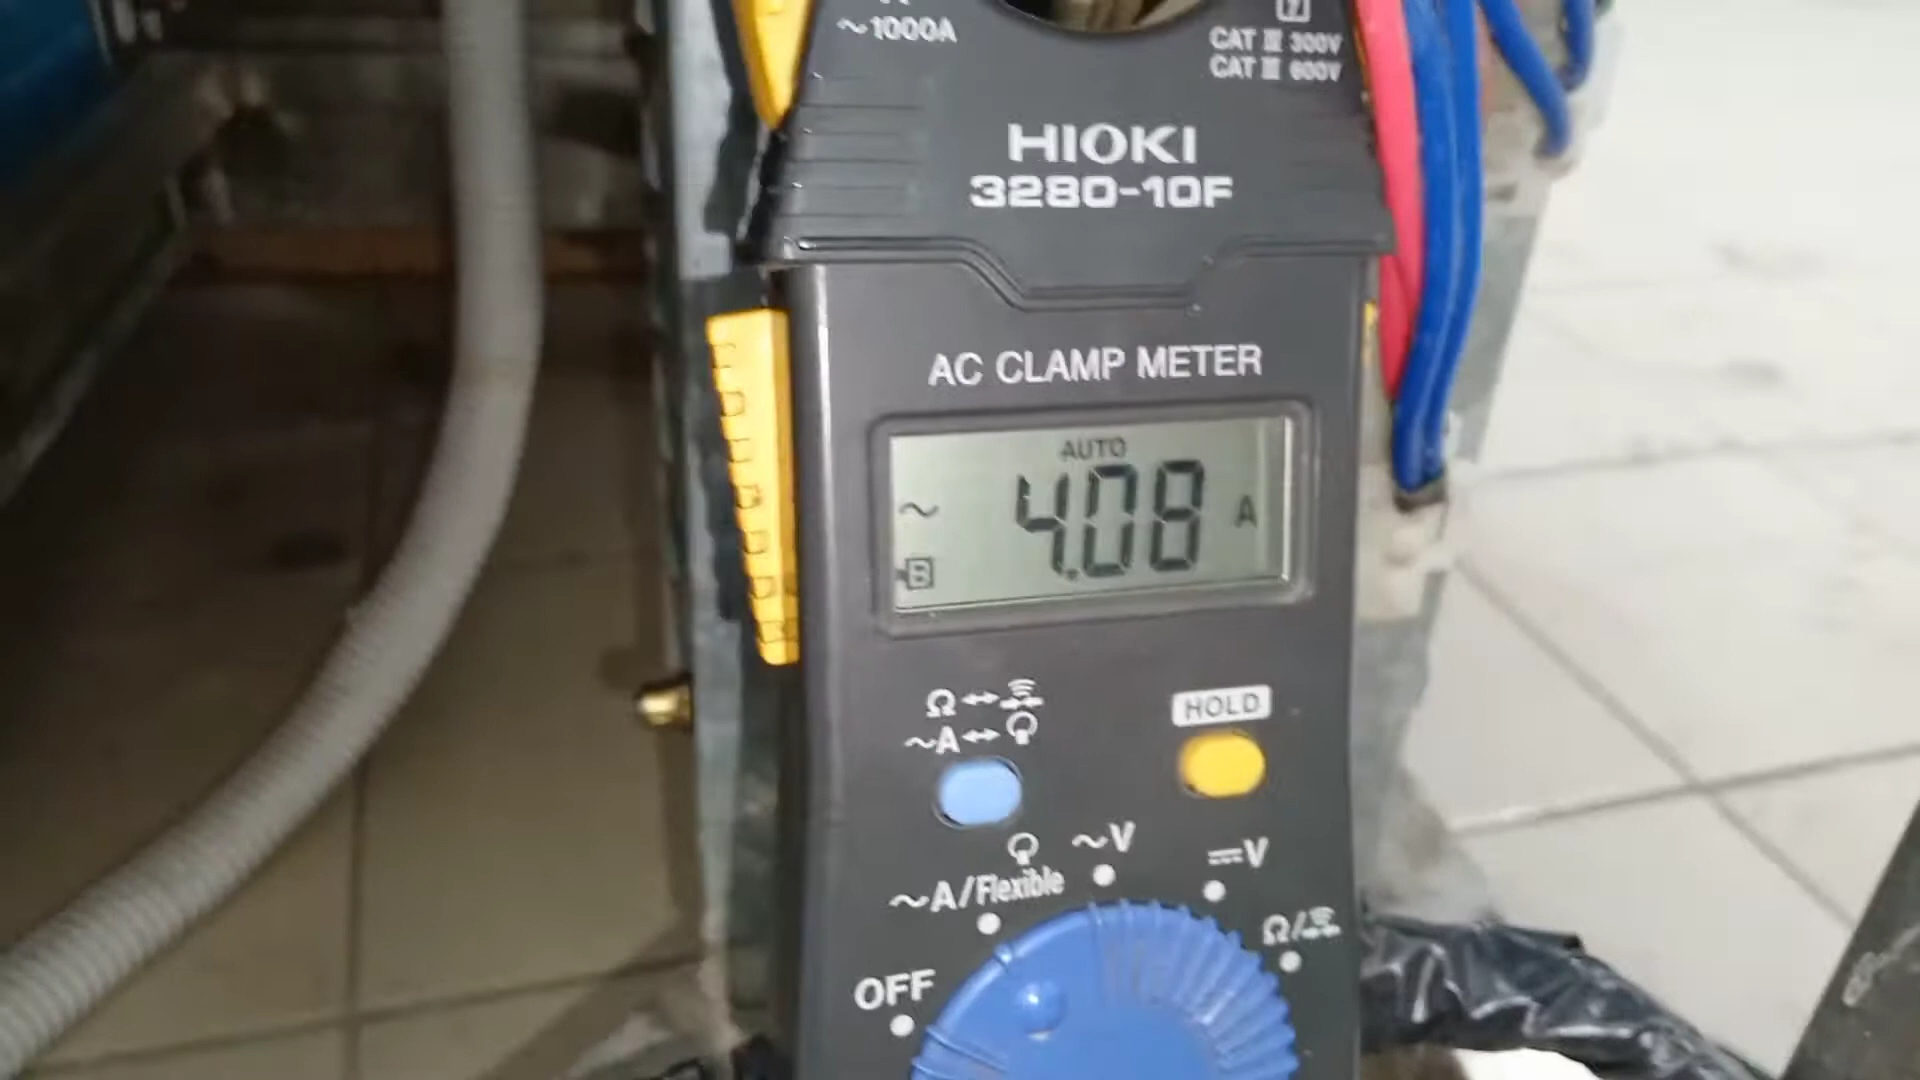 ~1000A
CAT Ⅲ 300V
CAT Ⅲ 600V
HIOKI
3280-10F
AC CLAMP METER
AUTO
~ 4.08 A
B
Ω↔
~A↔
HOLD
~V
⎓V
~A/Flexible
Ω/
OFF